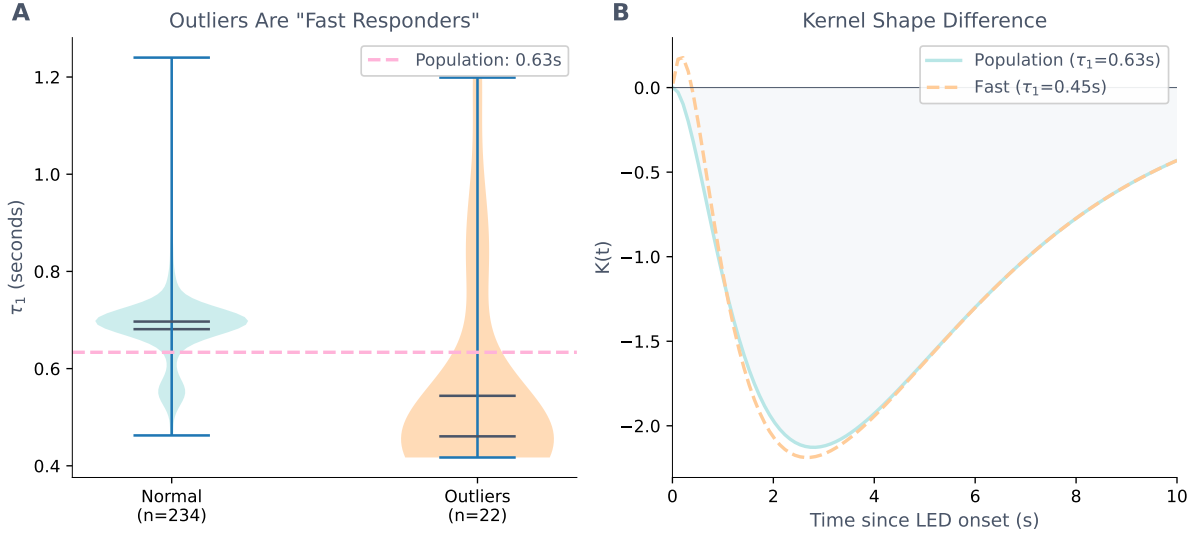 A
Outliers Are "Fast Responders"
Population: 0.63s
τ1 (seconds)
1.2
1.0
0.8
0.6
0.4
Normal
(n=234)
Outliers
(n=22)
B
Kernel Shape Difference
Population (τ1=0.63s)
Fast (τ1=0.45s)
K(t)
0.0
−0.5
−1.0
−1.5
−2.0
0 2 4 6 8 10
Time since LED onset (s)